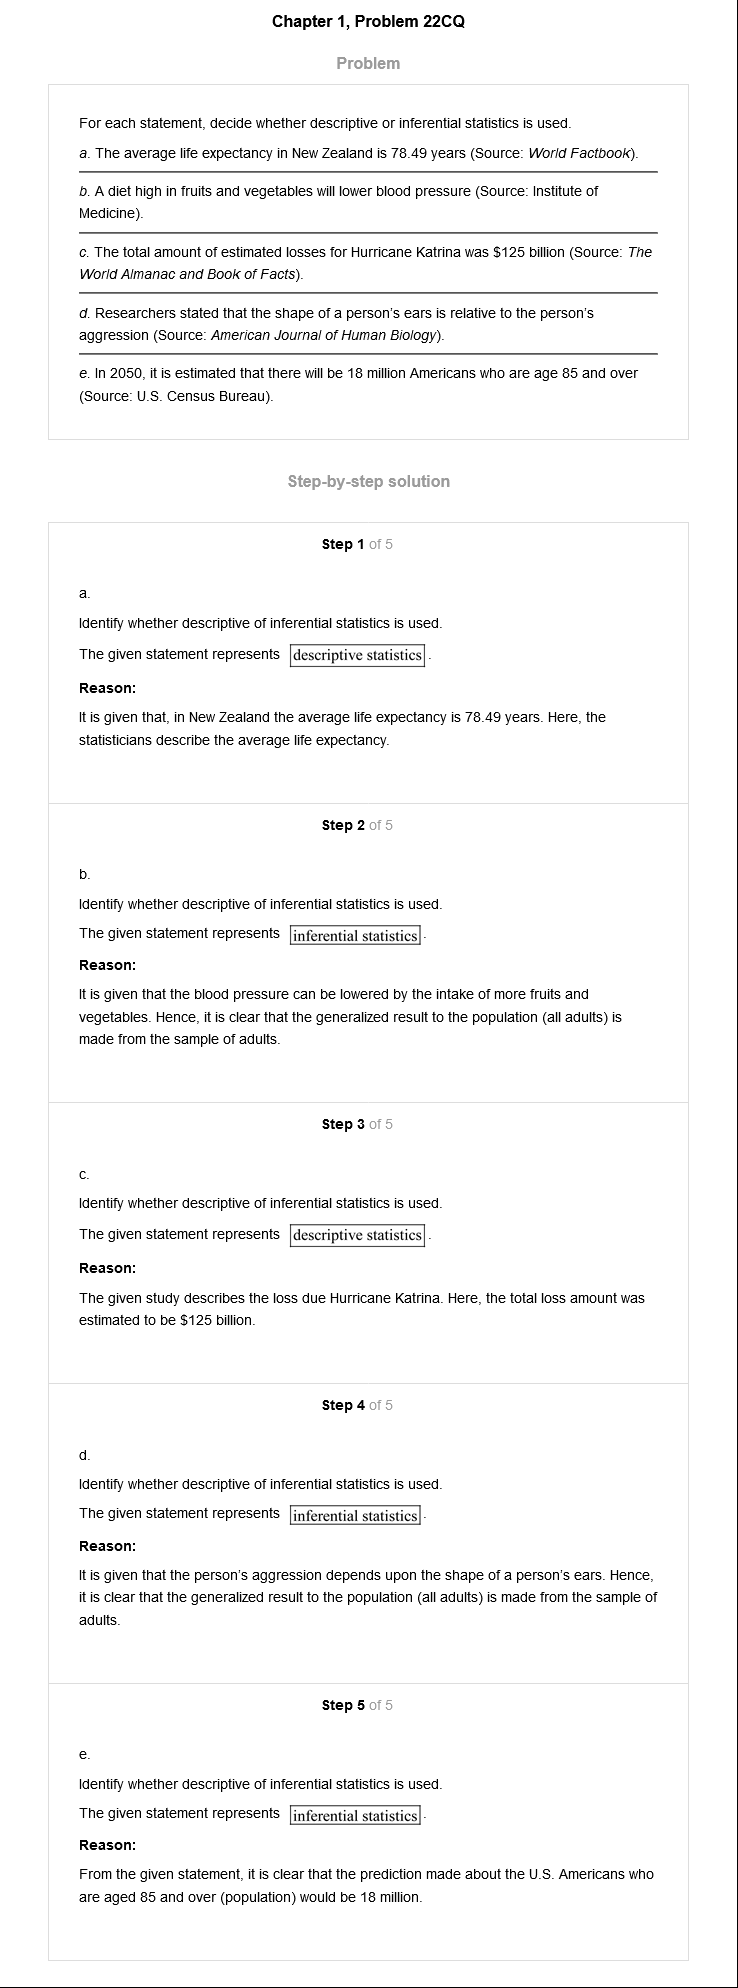 Chapter 1, Problem 22CQ
Problem
For each statement, decide whether descriptive or inferential statistics is used.
a. The average life expectancy in New Zealand is 78.49 years (Source: World Factbook).
b. A diet high in fruits and vegetables will lower blood pressure (Source: Institute of
Medicine).
c. The total amount of estimated losses for Hurricane Katrina was $125 billion (Source: The
World Almanac and Book of Facts).
d. Researchers stated that the shape of a person's ears is relative to the person's
aggression (Source: American Journal of Human Biology).
e. In 2050, it is estimated that there will be 18 million Americans who are age 85 and over
(Source: U.S. Census Bureau).
Step-by-step solution
Step 1 of 5
a.
Identify whether descriptive of inferential statistics is used.
The given statement represents descriptive statistics.
Reason:
It is given that, in New Zealand the average life expectancy is 78.49 years. Here, the
statisticians describe the average life expectancy.
Step 2 of 5
b.
Identify whether descriptive of inferential statistics is used.
The given statement represents inferential statistics.
Reason:
It is given that the blood pressure can be lowered by the intake of more fruits and
vegetables. Hence, it is clear that the generalized result to the population (all adults) is
made from the sample of adults.
Step 3 of 5
c.
Identify whether descriptive of inferential statistics is used.
The given statement represents descriptive statistics.
Reason:
The given study describes the loss due Hurricane Katrina. Here, the total loss amount was
estimated to be $125 billion.
Step 4 of 5
d.
Identify whether descriptive of inferential statistics is used.
The given statement represents inferential statistics.
Reason:
It is given that the person's aggression depends upon the shape of a person's ears. Hence,
it is clear that the generalized result to the population (all adults) is made from the sample of
adults.
Step 5 of 5
e.
Identify whether descriptive of inferential statistics is used.
The given statement represents inferential statistics.
Reason:
From the given statement, it is clear that the prediction made about the U.S. Americans who
are aged 85 and over (population) would be 18 million.